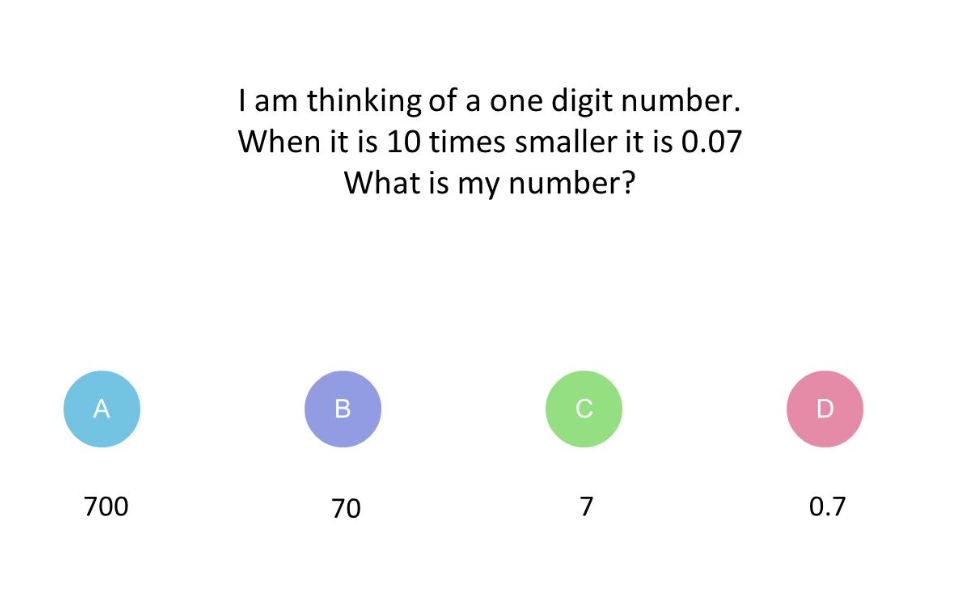 I am thinking of a one digit number.
When it is 10 times smaller it is 0.07
What is my number?
A
B
C
D
700
70
7
0.7